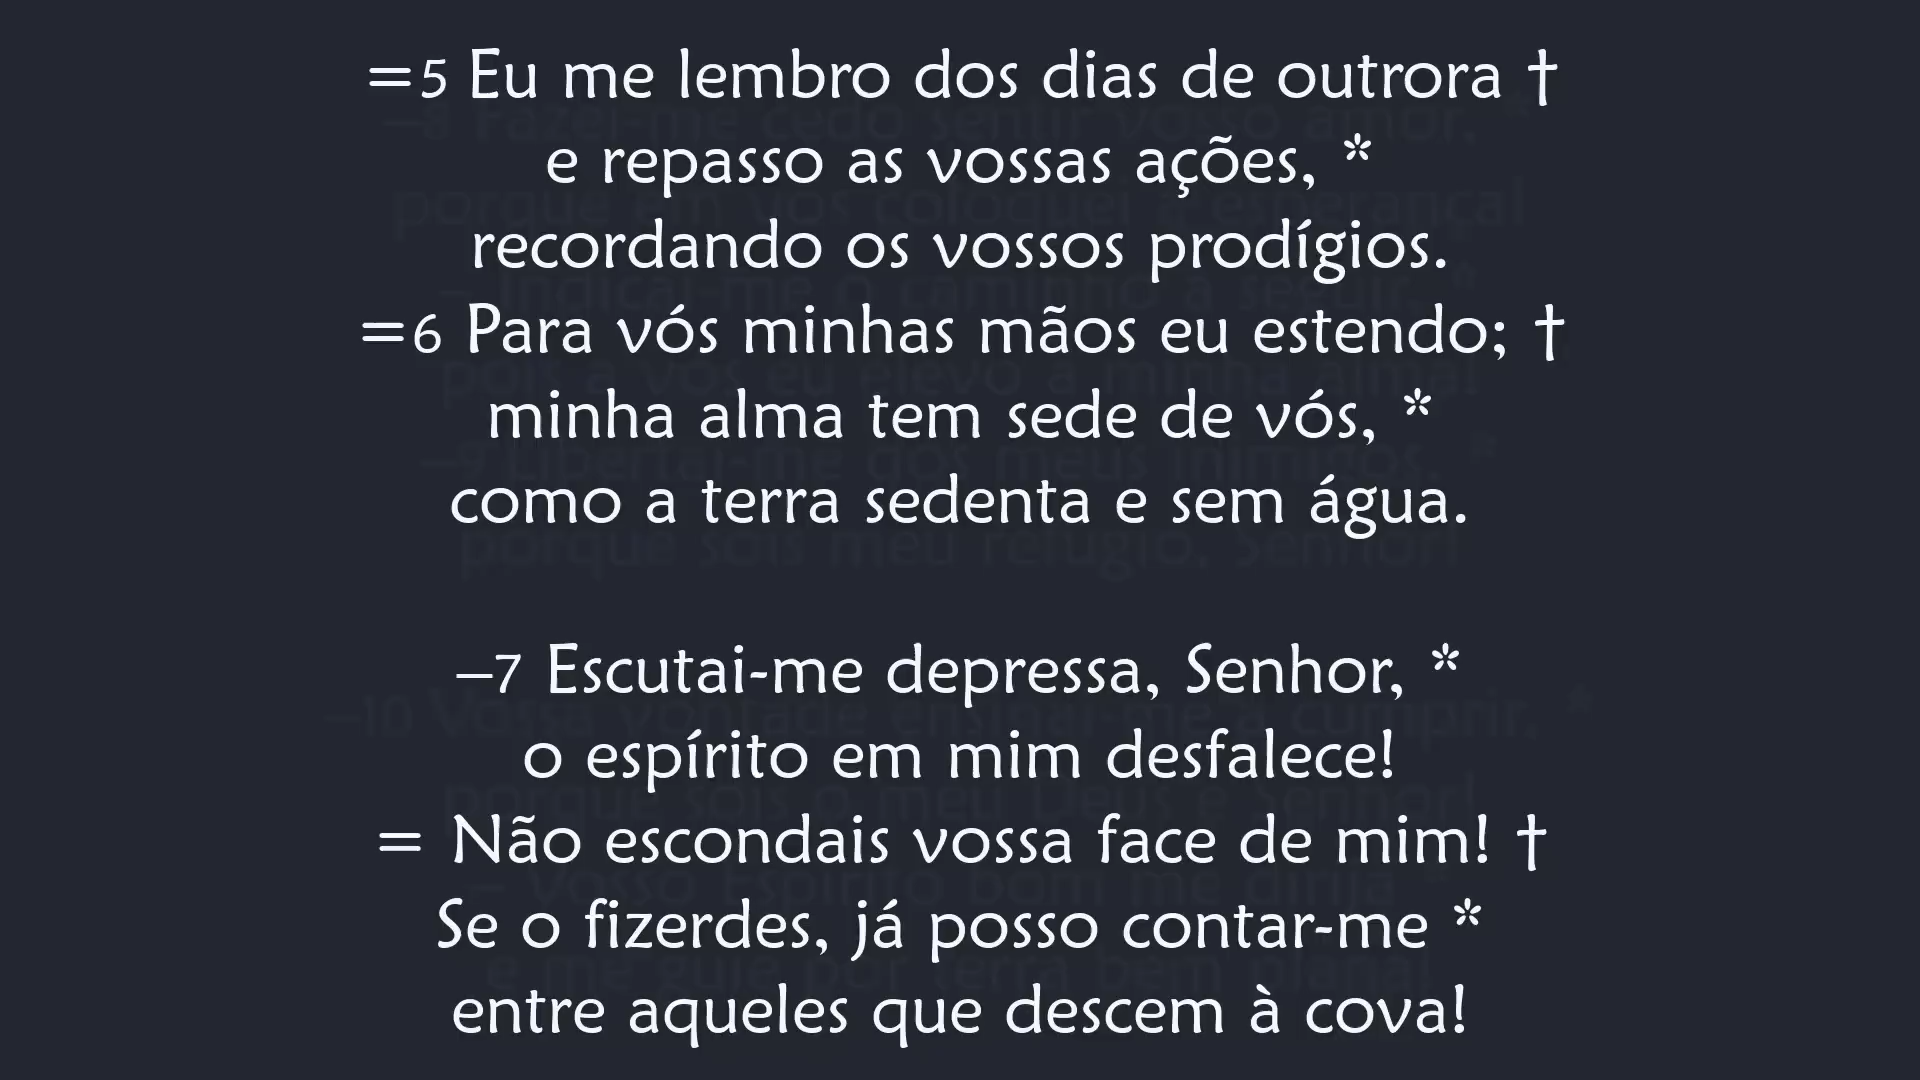 =5 Eu me lembro dos dias de outrora †
e repasso as vossas ações, *
recordando os vossos prodígios.
=6 Para vós minhas mãos eu estendo; †
minha alma tem sede de vós, *
como a terra sedenta e sem água.
–7 Escutai-me depressa, Senhor, *
o espírito em mim desfalece!
= Não escondais vossa face de mim! †
Se o fizerdes, já posso contar-me *
entre aqueles que descem à cova!